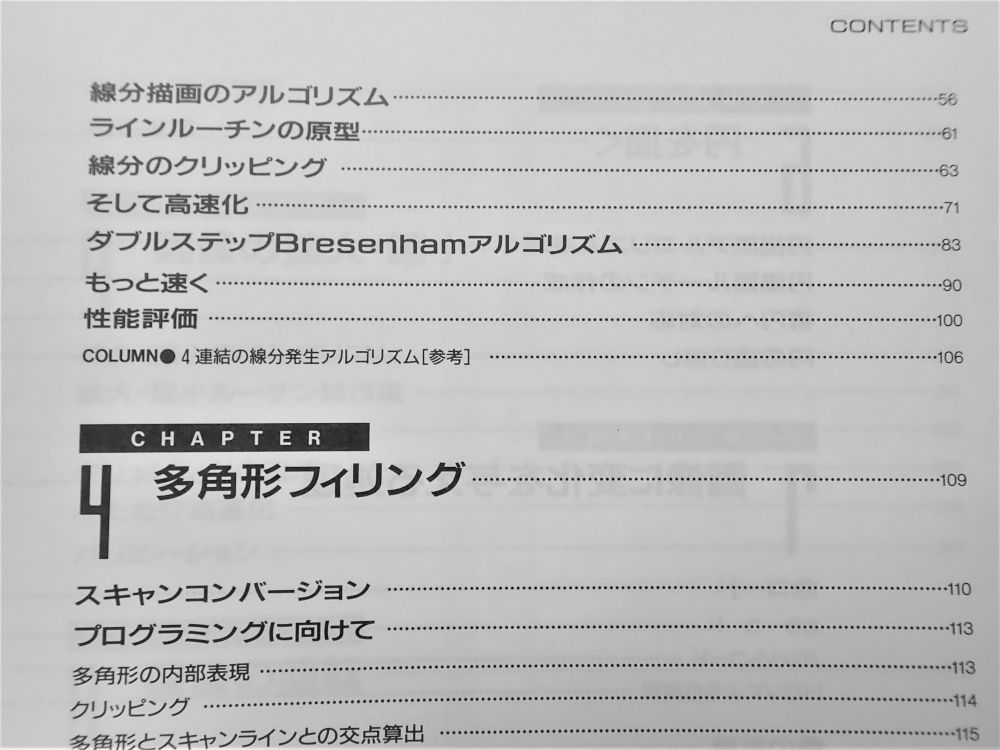 CONTENTS
線分描画のアルゴリズム……56
ラインルーチンの原型……61
線分のクリッピング……63
そして高速化……71
ダブルステップBresenhamアルゴリズム……83
もっと速く……90
性能評価……100
COLUMN● 4連結の線分発生アルゴリズム[参考]……106
CHAPTER
4 多角形フィリング……109
スキャンコンバージョン……110
プログラミングに向けて……113
多角形の内部表現……113
クリッピング……114
多角形とスキャンラインとの交点算出……115